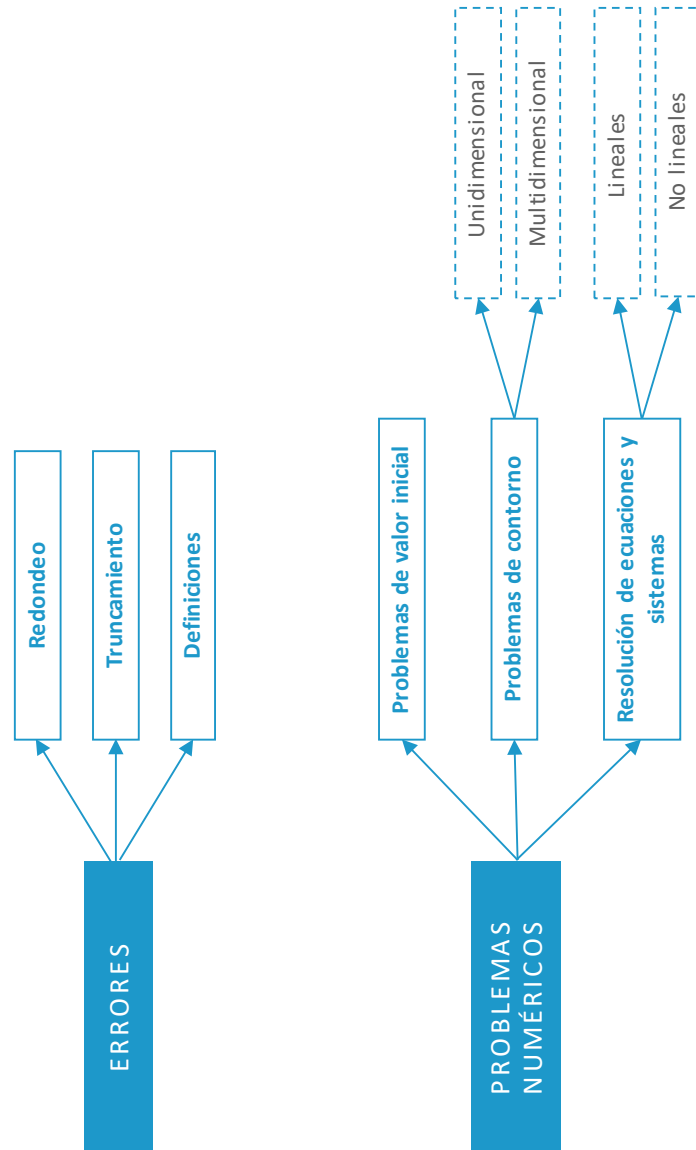 ERRORES
Redondeo
Truncamiento
Definiciones
PROBLEMAS
NUMÉRICOS
Problemas de valor inicial
Problemas de contorno
Unidimensional
Multidimensional
Resolución de ecuaciones y
sistemas
Lineales
No lineales